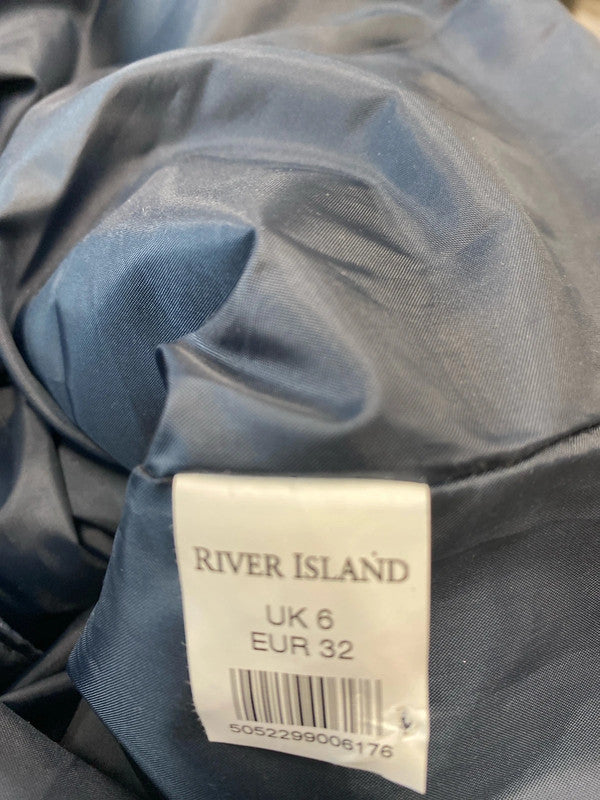 RIVER ISLAND
UK 6
EUR 32
5052299006176